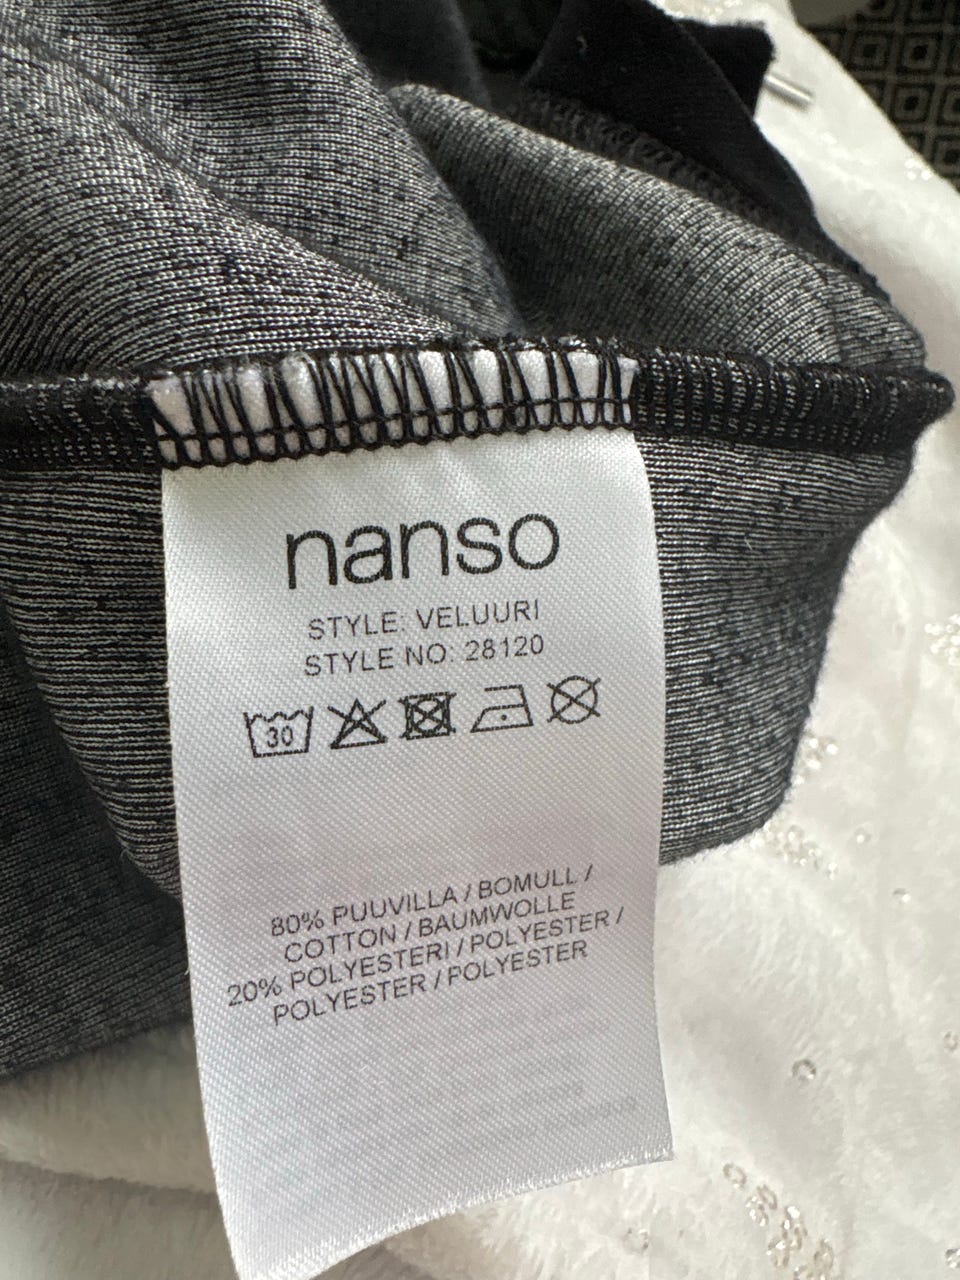 nanso
STYLE: VELUURI
STYLE NO: 28120
30
80% PUUVILLA / BOMULL /
COTTON / BAUMWOLLE
20% POLYESTERI / POLYESTER /
POLYESTER / POLYESTER